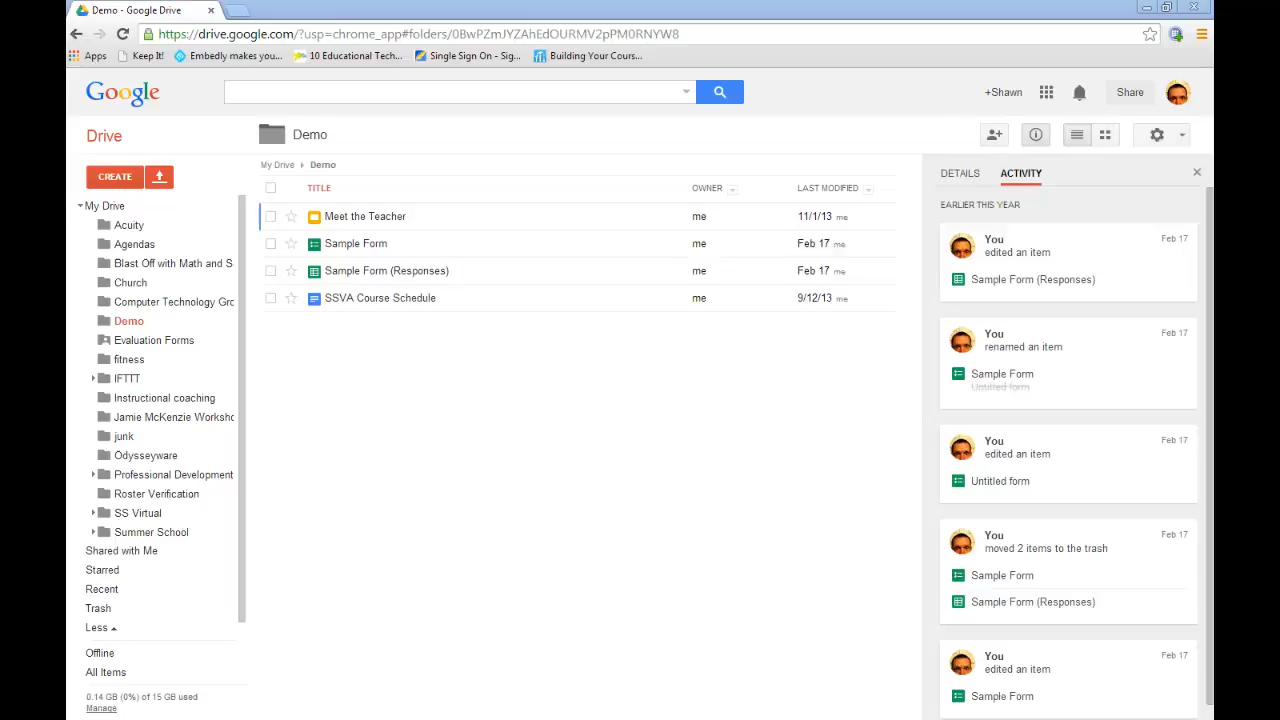 Demo - Google Drive
https://drive.google.com/?usp=chrome_app#folders/0BwPZmJYZAhEdOURMV2pPM0RNYW8
Apps Keep It! Embedly makes you... 10 Educational Tech... Single Sign On - Sig... Building Your Cours...
Google
+Shawn
Share
Drive
Demo
CREATE
My Drive
Acuity
Agendas
Blast Off with Math and S
Church
Computer Technology Grc
Demo
Evaluation Forms
fitness
IFTTT
Instructional coaching
Jamie McKenzie Worksho
junk
Odysseyware
Professional Development
Roster Verification
SS Virtual
Summer School
Shared with Me
Starred
Recent
Trash
Less
Offline
All Items
0.14 GB (0%) of 15 GB used
Manage
My Drive Demo
TITLE OWNER LAST MODIFIED
Meet the Teacher me 11/1/13 me
Sample Form me Feb 17 me
Sample Form (Responses) me Feb 17 me
SSVA Course Schedule me 9/12/13 me
DETAILS ACTIVITY
EARLIER THIS YEAR
You Feb 17
edited an item
Sample Form (Responses)
You Feb 17
renamed an item
Sample Form
Untitled form
You Feb 17
edited an item
Untitled form
You Feb 17
moved 2 items to the trash
Sample Form
Sample Form (Responses)
You Feb 17
edited an item
Sample Form